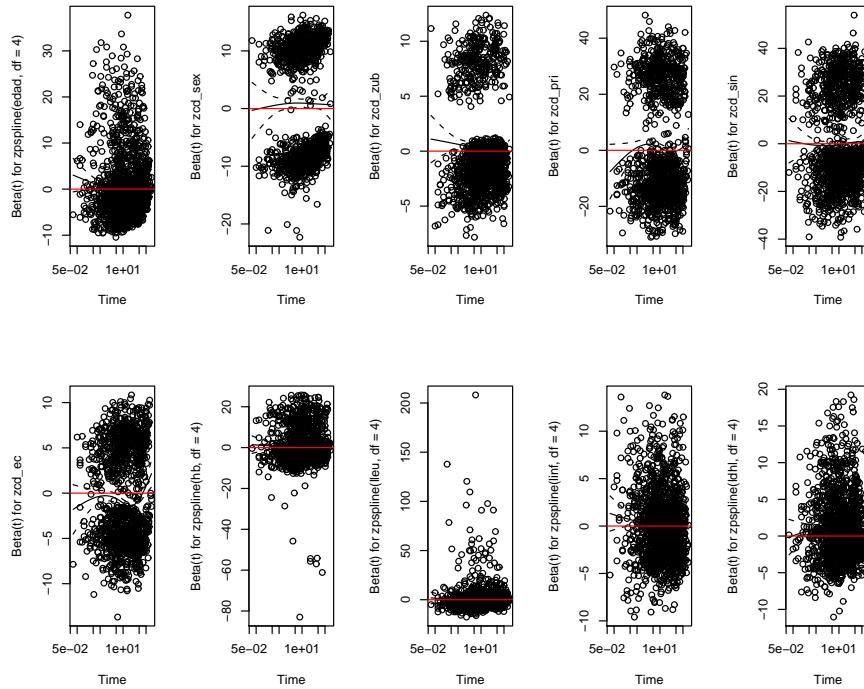 Beta(t) for zpspline(edad, df = 4)
30
20
10
0
−10
5e−02 1e+01
Time
Beta(t) for zcd_sex
10
0
−10
−20
5e−02 1e+01
Time
Beta(t) for zcd_zub
10
5
0
−5
5e−02 1e+01
Time
Beta(t) for zcd_pri
40
20
0
−20
5e−02 1e+01
Time
Beta(t) for zcd_sin
40
20
0
−20
−40
5e−02 1e+01
Time
Beta(t) for zcd_ec
10
5
0
−5
−10
5e−02 1e+01
Time
Beta(t) for zpspline(hb, df = 4)
20
0
−20
−40
−60
−80
5e−02 1e+01
Time
Beta(t) for zpspline(lleu, df = 4)
200
150
100
50
0
5e−02 1e+01
Time
Beta(t) for zpspline(linf, df = 4)
10
5
0
−5
−10
5e−02 1e+01
Time
Beta(t) for zpspline(ldhl, df = 4)
20
15
10
5
0
−5
−10
5e−02 1e+01
Time